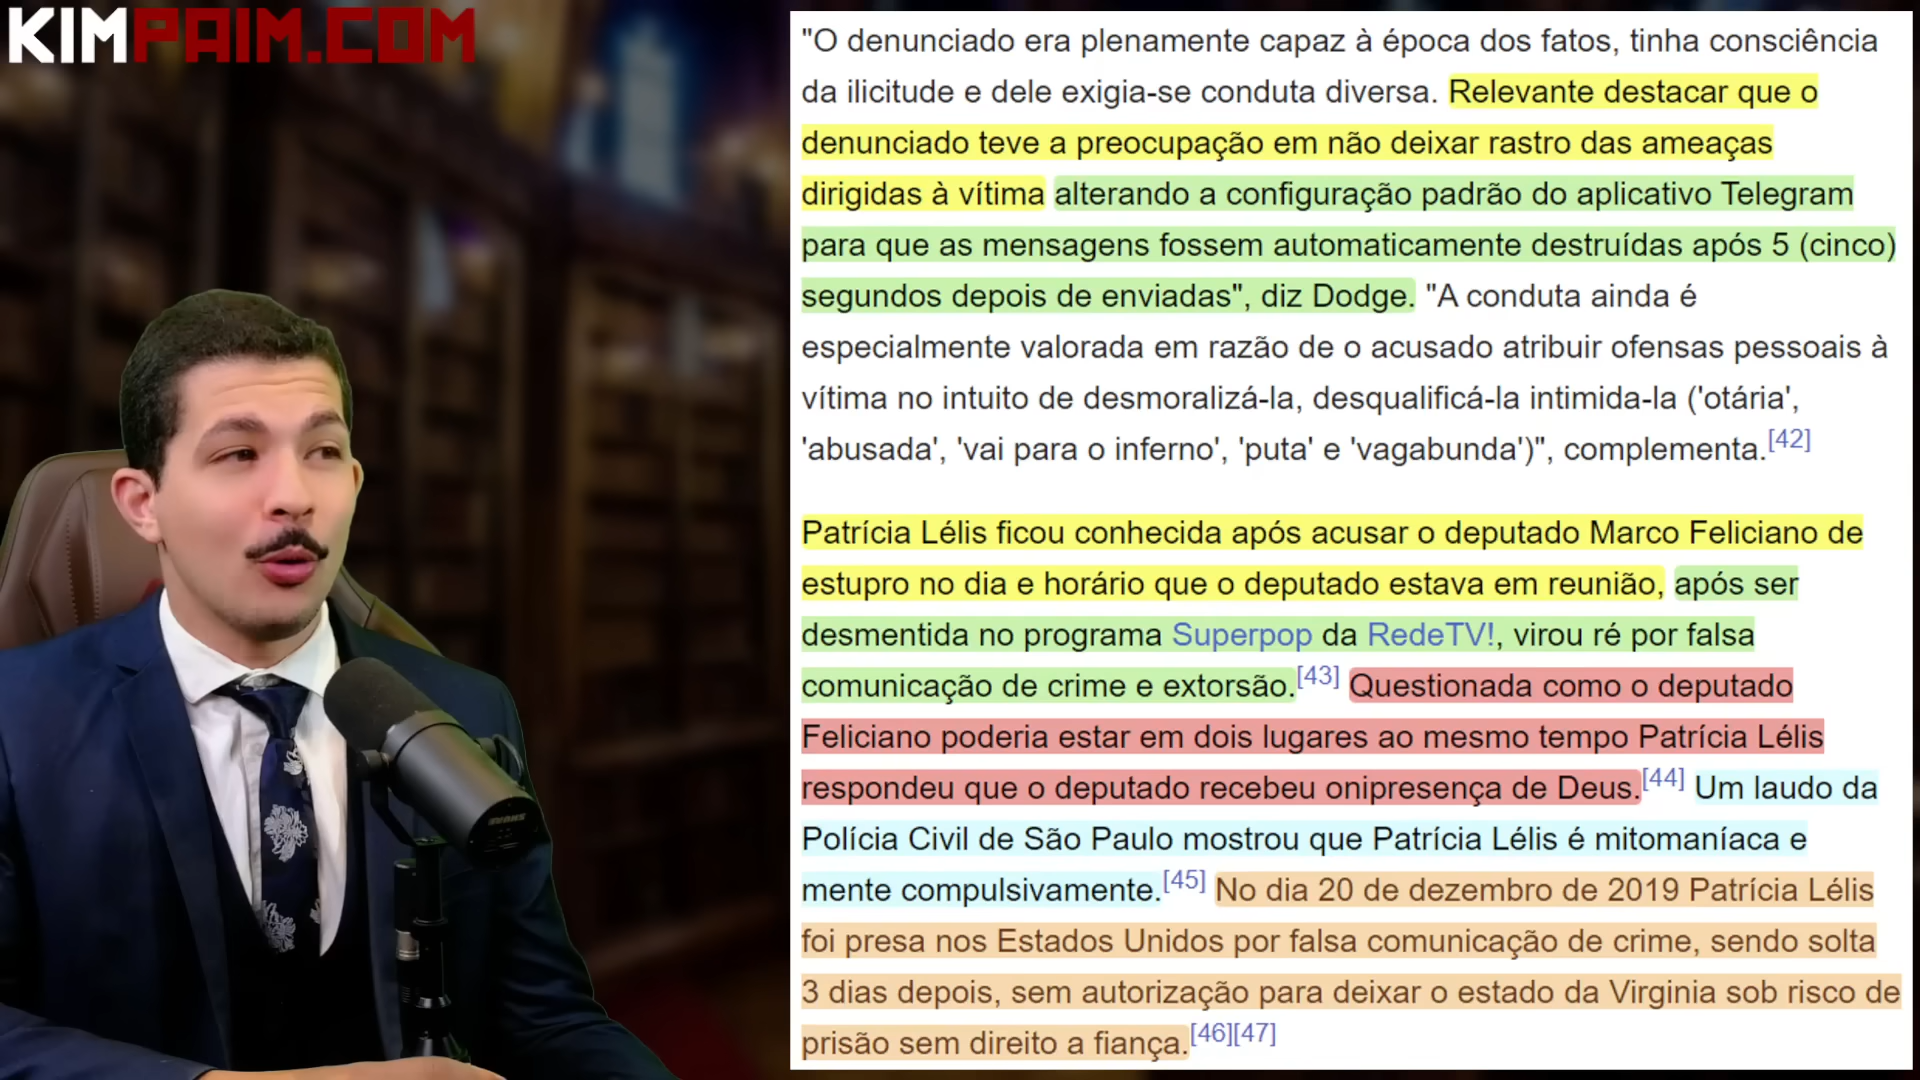 KIMPAIM.COM
"O denunciado era plenamente capaz à época dos fatos, tinha consciência
da ilicitude e dele exigia-se conduta diversa. Relevante destacar que o
denunciado teve a preocupação em não deixar rastro das ameaças
dirigidas à vítima alterando a configuração padrão do aplicativo Telegram
para que as mensagens fossem automaticamente destruídas após 5 (cinco)
segundos depois de enviadas", diz Dodge. "A conduta ainda é
especialmente valorada em razão de o acusado atribuir ofensas pessoais à
vítima no intuito de desmoralizá-la, desqualificá-la intimida-la ('otária',
'abusada', 'vai para o inferno', 'puta' e 'vagabunda')", complementa.[42]
Patrícia Lélis ficou conhecida após acusar o deputado Marco Feliciano de
estupro no dia e horário que o deputado estava em reunião, após ser
desmentida no programa Superpop da RedeTV!, virou ré por falsa
comunicação de crime e extorsão.[43] Questionada como o deputado
Feliciano poderia estar em dois lugares ao mesmo tempo Patrícia Lélis
respondeu que o deputado recebeu onipresença de Deus.[44] Um laudo da
Polícia Civil de São Paulo mostrou que Patrícia Lélis é mitomaníaca e
mente compulsivamente.[45] No dia 20 de dezembro de 2019 Patrícia Lélis
foi presa nos Estados Unidos por falsa comunicação de crime, sendo solta
3 dias depois, sem autorização para deixar o estado da Virginia sob risco de
prisão sem direito a fiança.[46][47]